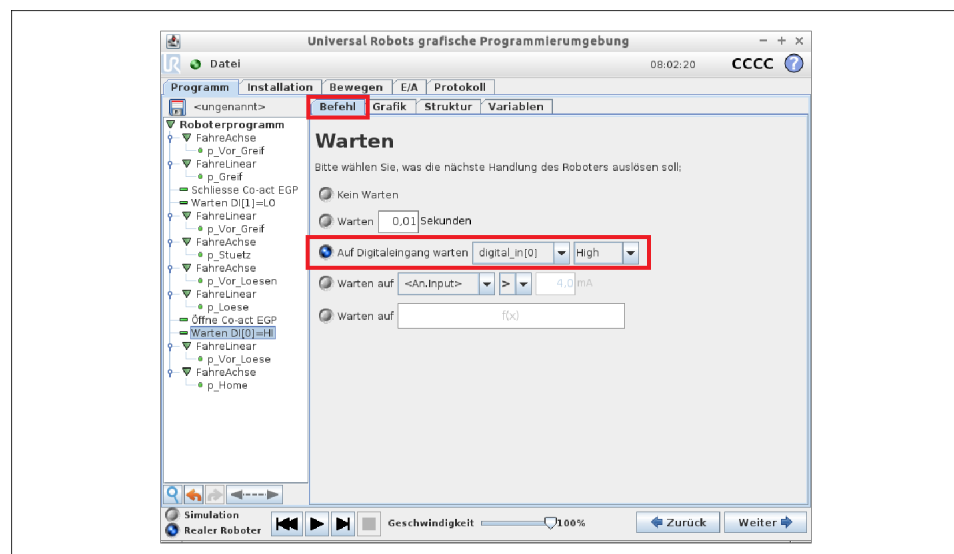 Universal Robots grafische Programmierumgebung
Datei
08:02:20
CCCC
Programm Installation Bewegen E/A Protokoll
<ungenannt>
Befehl Grafik Struktur Variablen
Roboterprogramm
FahreAchse
p_Vor_Greif
FahreLinear
p_Greif
Schliesse Co-act EGP
Warten DI[1]=LO
FahreLinear
p_Vor_Greif
FahreAchse
p_Stuetz
FahreAchse
p_Vor_Loesen
FahreLinear
p_Loese
Öffne Co-act EGP
Warten DI[0]=HI
FahreLinear
p_Vor_Loese
FahreAchse
p_Home
Warten
Bitte wählen Sie, was die nächste Handlung des Roboters auslösen soll:
Kein Warten
Warten 0,01 Sekunden
Auf Digitaleingang warten digital_in[0] High
Warten auf <An.Input> > 4.0 mA
Warten auf f(x)
Simulation
Realer Roboter
Geschwindigkeit 100%
Zurück Weiter